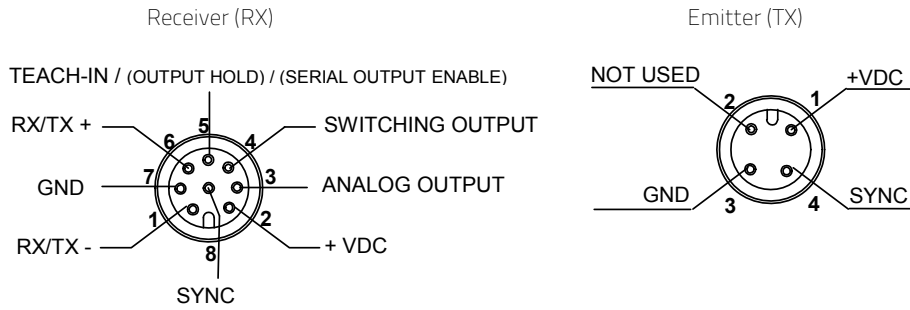 Receiver (RX)
Emitter (TX)
TEACH-IN / (OUTPUT HOLD) / (SERIAL OUTPUT ENABLE)
RX/TX +
5
6
4
SWITCHING OUTPUT
GND
7
3
ANALOG OUTPUT
RX/TX -
1
2
+ VDC
8
SYNC
NOT USED
2
1
+VDC
GND
3
4
SYNC